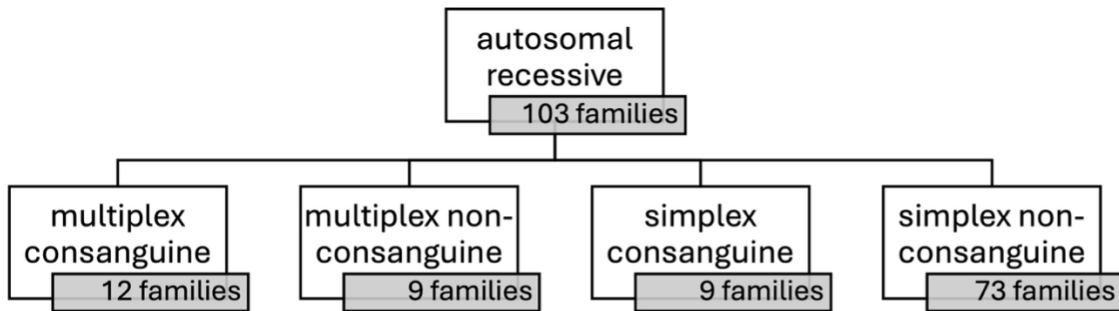 autosomal
recessive
103 families
multiplex
consanguine
12 families
multiplex non-
consanguine
9 families
simplex
consanguine
9 families
simplex non-
consanguine
73 families